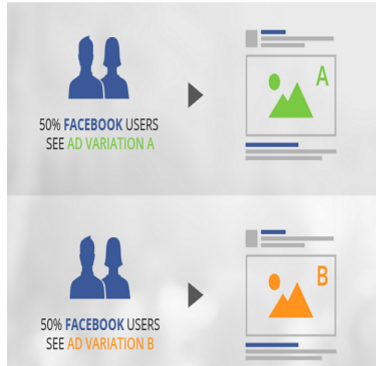 50% FACEBOOK USERS
SEE AD VARIATION A
A
50% FACEBOOK USERS
SEE AD VARIATION B
B